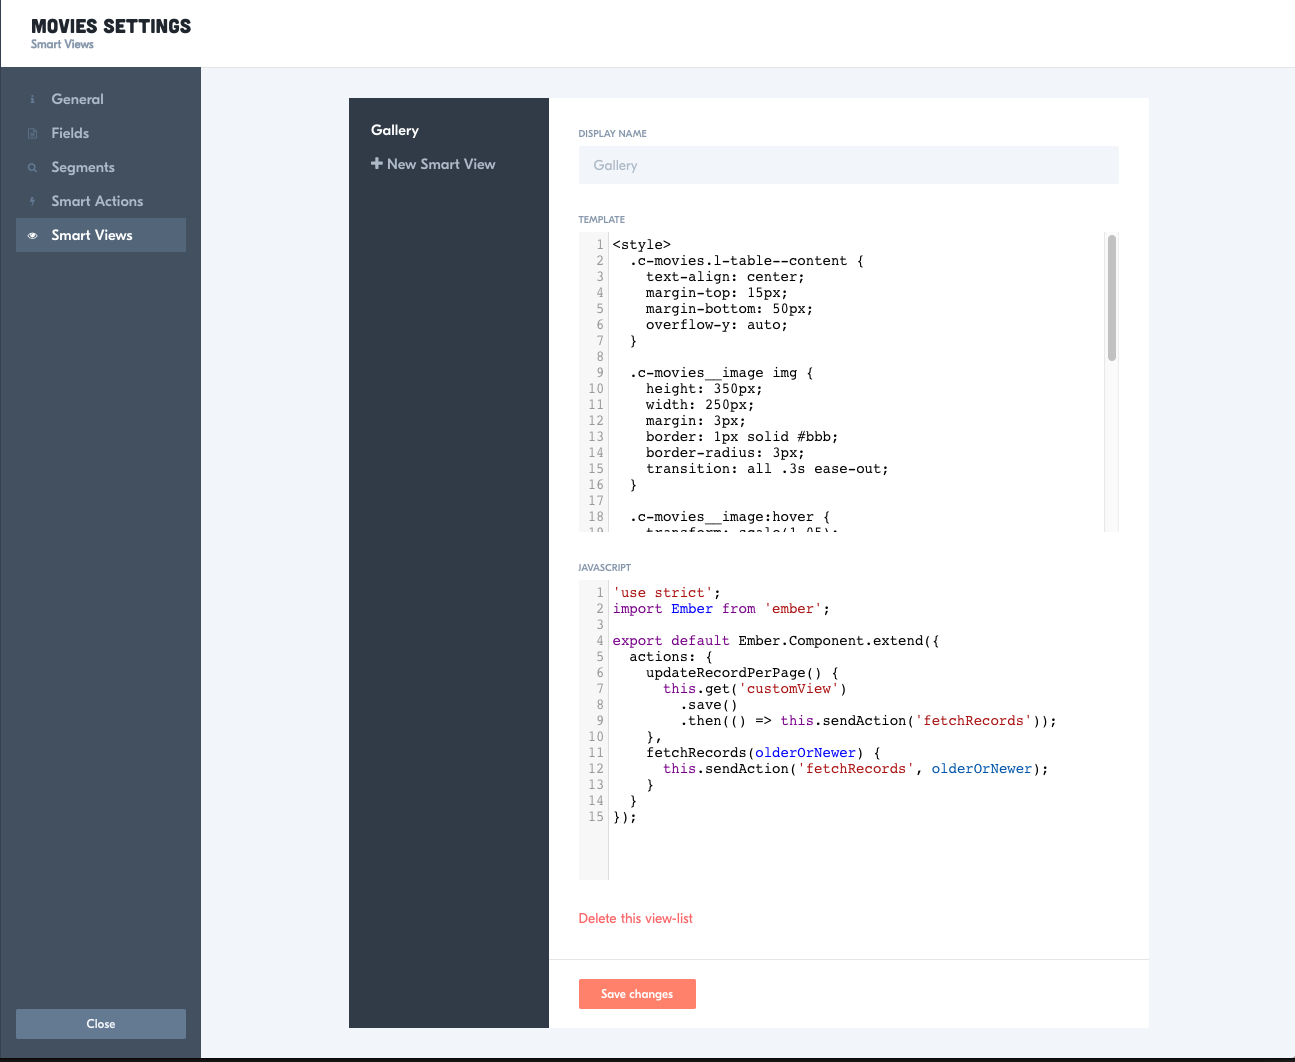 MOVIES SETTINGS
Smart Views
General
Fields
Segments
Smart Actions
Smart Views
Close
Gallery
New Smart View
DISPLAY NAME
Gallery
TEMPLATE
1 <style>
2   .c-movies.l-table--content {
3     text-align: center;
4     margin-top: 15px;
5     margin-bottom: 50px;
6     overflow-y: auto;
7   }
8
9   .c-movies__image img {
10     height: 350px;
11     width: 250px;
12     margin: 3px;
13     border: 1px solid #bbb;
14     border-radius: 3px;
15     transition: all .3s ease-out;
16   }
17
18   .c-movies__image:hover {
19     transform: scale(1.05);
JAVASCRIPT
1 'use strict';
2 import Ember from 'ember';
3
4 export default Ember.Component.extend({
5   actions: {
6     updateRecordPerPage() {
7       this.get('customView')
8         .save()
9         .then(() => this.sendAction('fetchRecords'));
10     },
11     fetchRecords(olderOrNewer) {
12       this.sendAction('fetchRecords', olderOrNewer);
13     }
14   }
15 });
Delete this view-list
Save changes